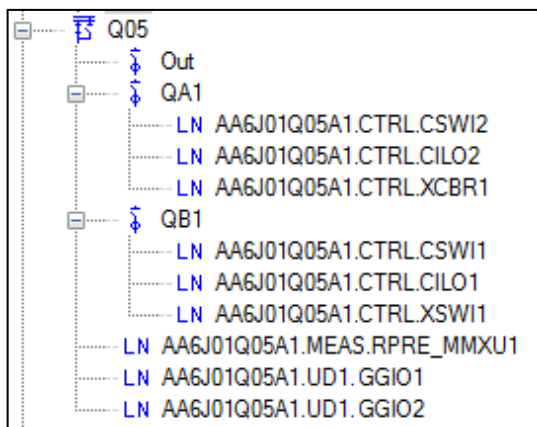 Q05
Out
QA1
LN AA6J01Q05A1.CTRL.CSWI2
LN AA6J01Q05A1.CTRL.CILO2
LN AA6J01Q05A1.CTRL.XCBR1
QB1
LN AA6J01Q05A1.CTRL.CSWI1
LN AA6J01Q05A1.CTRL.CILO1
LN AA6J01Q05A1.CTRL.XSWI1
LN AA6J01Q05A1.MEAS.RPRE_MMXU1
LN AA6J01Q05A1.UD1.GGIO1
LN AA6J01Q05A1.UD1.GGIO2